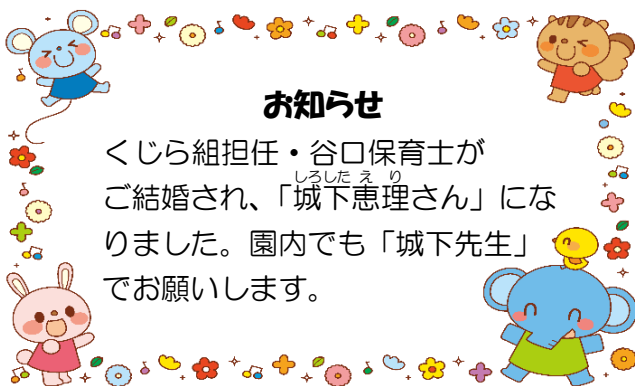 お知らせ
くじら組担任・谷口保育士が
しろした えり
ご結婚され、「城下恵理さん」にな
りました。園内でも「城下先生」
でお願いします。